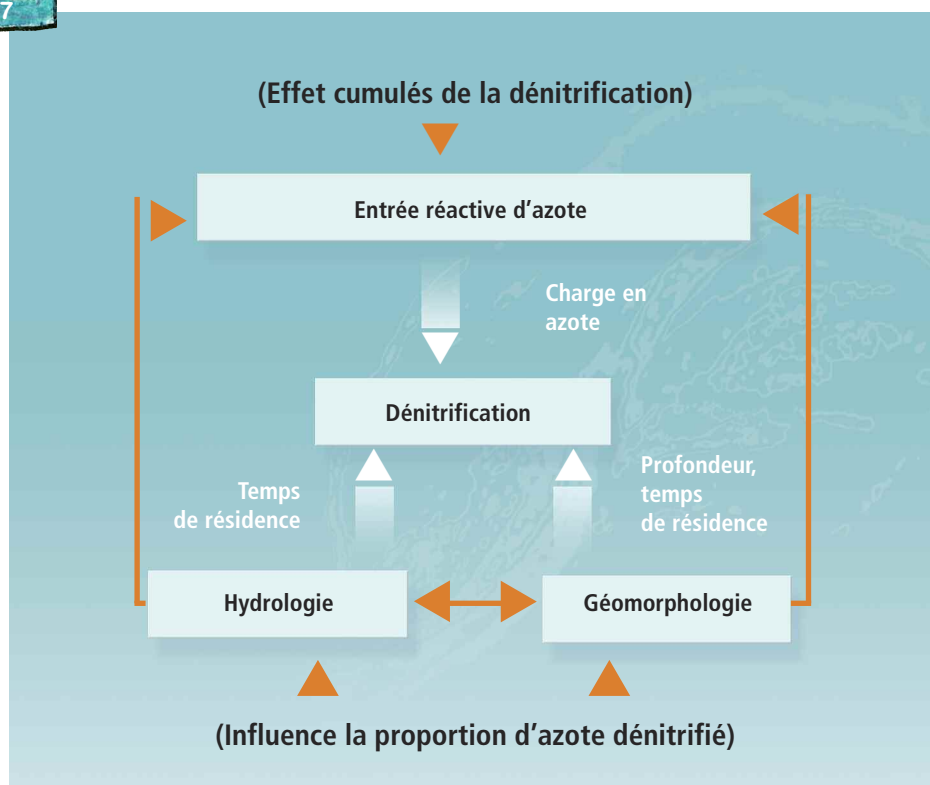 7
(Effet cumulés de la dénitrification)
Entrée réactive d'azote
Charge en
azote
Dénitrification
Temps
de résidence
Profondeur,
temps
de résidence
Hydrologie
Géomorphologie
(Influence la proportion d'azote dénitrifié)